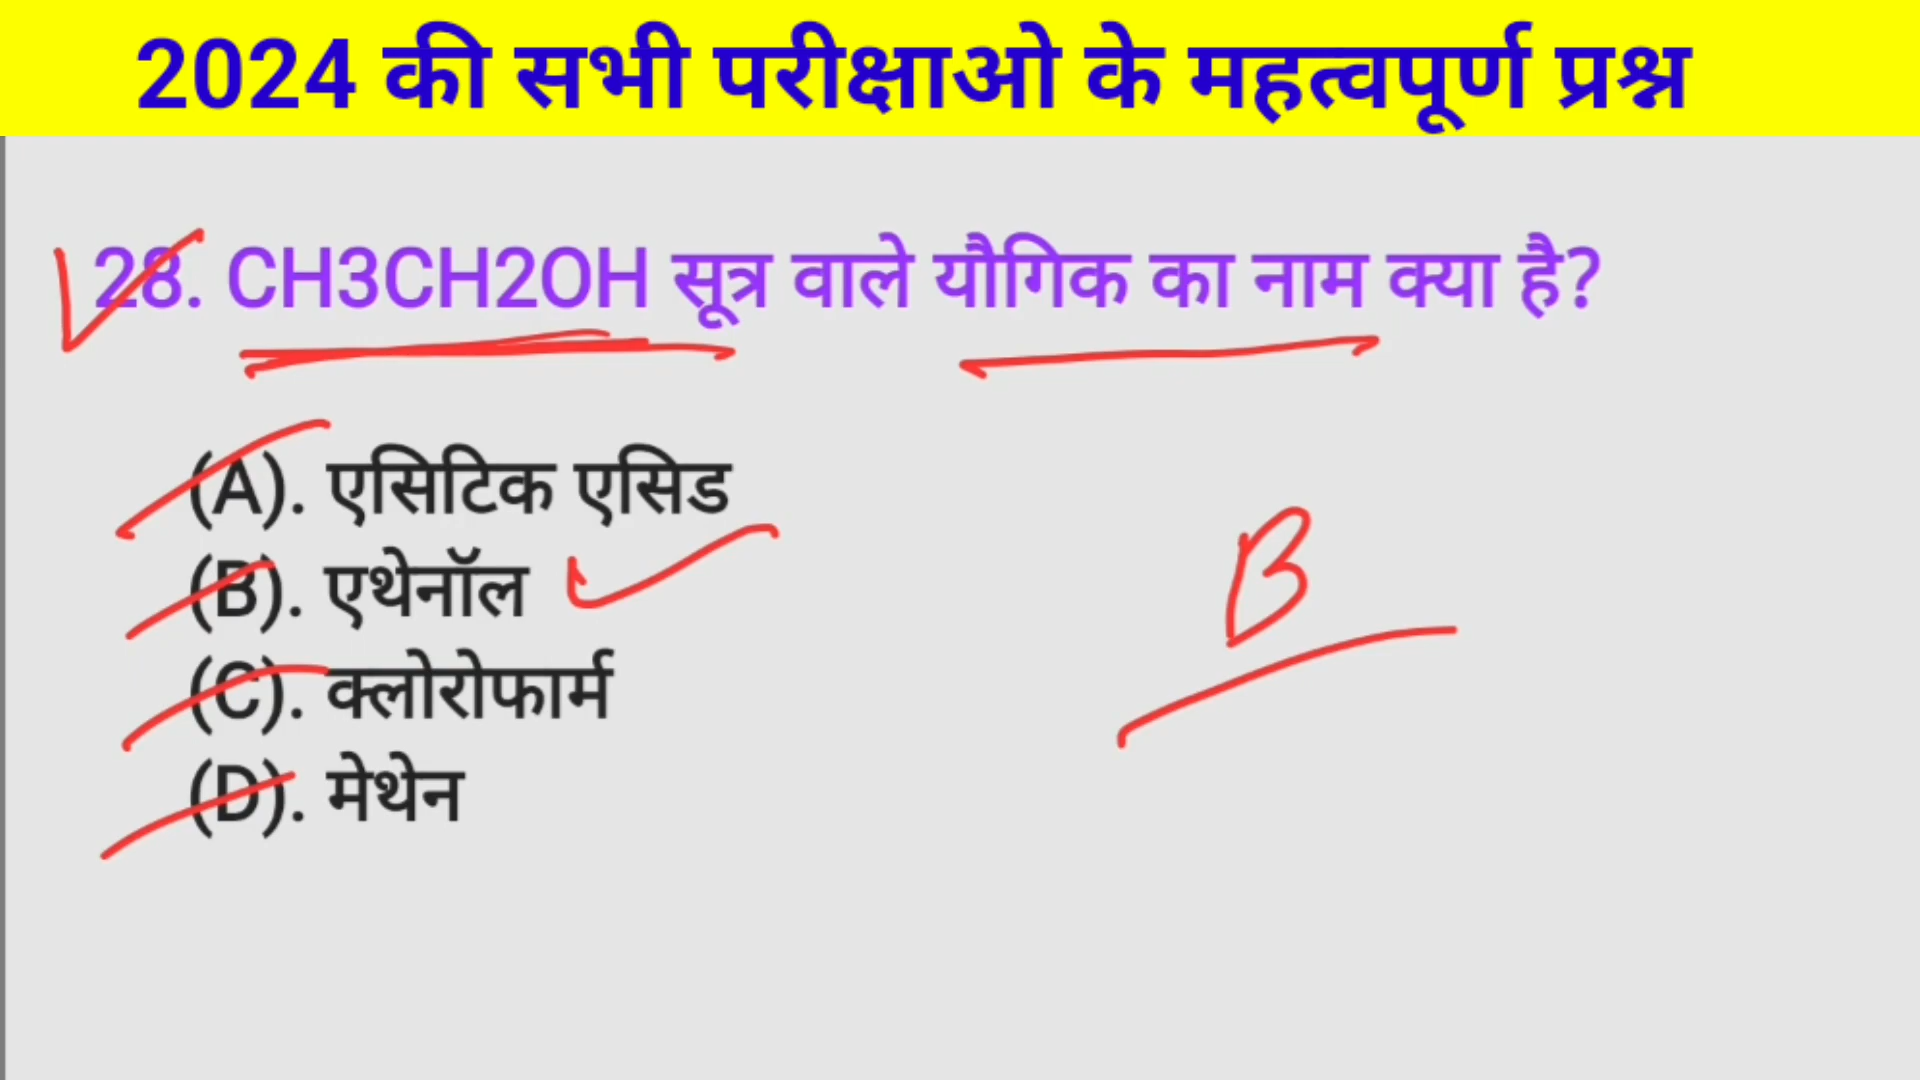 2024 की सभी परीक्षाओ के महत्वपूर्ण प्रश्न
28. CH3CH2OH सूत्र वाले यौगिक का नाम क्या है?
(A). एसिटिक एसिड
(B). एथेनॉल
B
(C). क्लोरोफार्म
(D). मेथेन